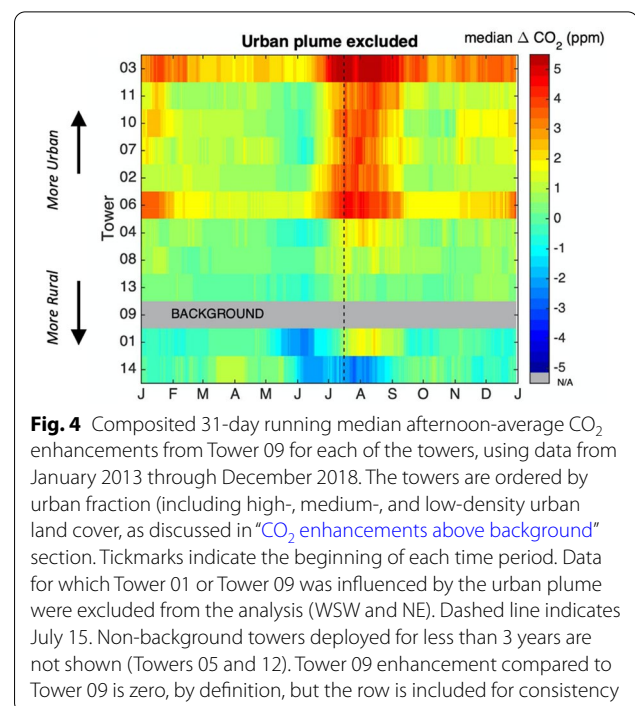 Urban plume excluded
median Δ CO₂ (ppm)
More Urban
More Rural
Tower
03
11
10
07
02
06
04
08
13
09
01
14
BACKGROUND
J F M A M J J A S O N D J
5
4
3
2
1
0
-1
-2
-3
-4
-5
N/A
Fig. 4 Composited 31-day running median afternoon-average CO₂
enhancements from Tower 09 for each of the towers, using data from
January 2013 through December 2018. The towers are ordered by
urban fraction (including high-, medium-, and low-density urban
land cover, as discussed in “CO₂ enhancements above background”
section. Tickmarks indicate the beginning of each time period. Data
for which Tower 01 or Tower 09 was influenced by the urban plume
were excluded from the analysis (WSW and NE). Dashed line indicates
July 15. Non-background towers deployed for less than 3 years are
not shown (Towers 05 and 12). Tower 09 enhancement compared to
Tower 09 is zero, by definition, but the row is included for consistency